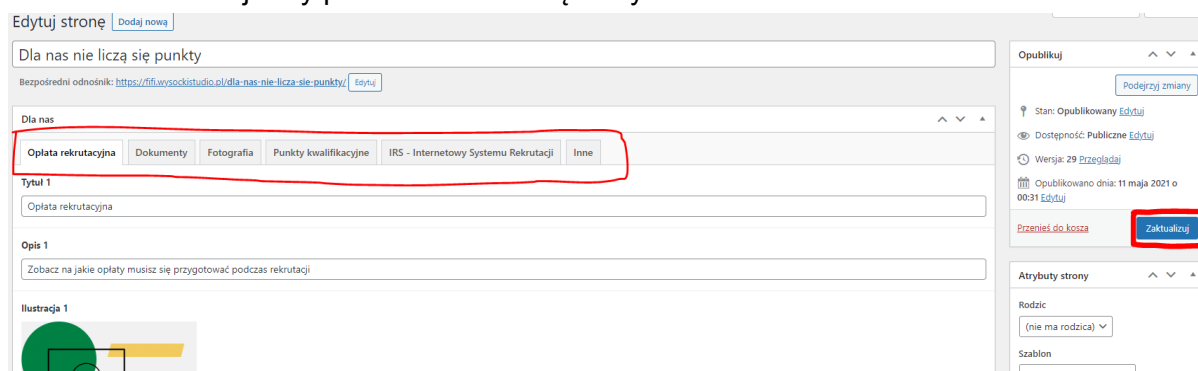 Edytuj stronę Dodaj nową
Dla nas nie liczą się punkty
Bezpośredni odnośnik: https://fifi.wysockistudio.pl/dla-nas-nie-licza-sie-punkty/ Edytuj
Dla nas
Opłata rekrutacyjna Dokumenty Fotografia Punkty kwalifikacyjne IRS - Internetowy Systemu Rekrutacji Inne
Tytuł 1
Opłata rekrutacyjna
Opis 1
Zobacz na jakie opłaty musisz się przygotować podczas rekrutacji
Ilustracja 1
Opublikuj
Podejrzyj zmiany
Stan: Opublikowany Edytuj
Dostępność: Publiczne Edytuj
Wersja: 29 Przeglądaj
Opublikowano dnia: 11 maja 2021 o
00:31 Edytuj
Przenieś do kosza Zaktualizuj
Atrybuty strony
Rodzic
(nie ma rodzica)
Szablon